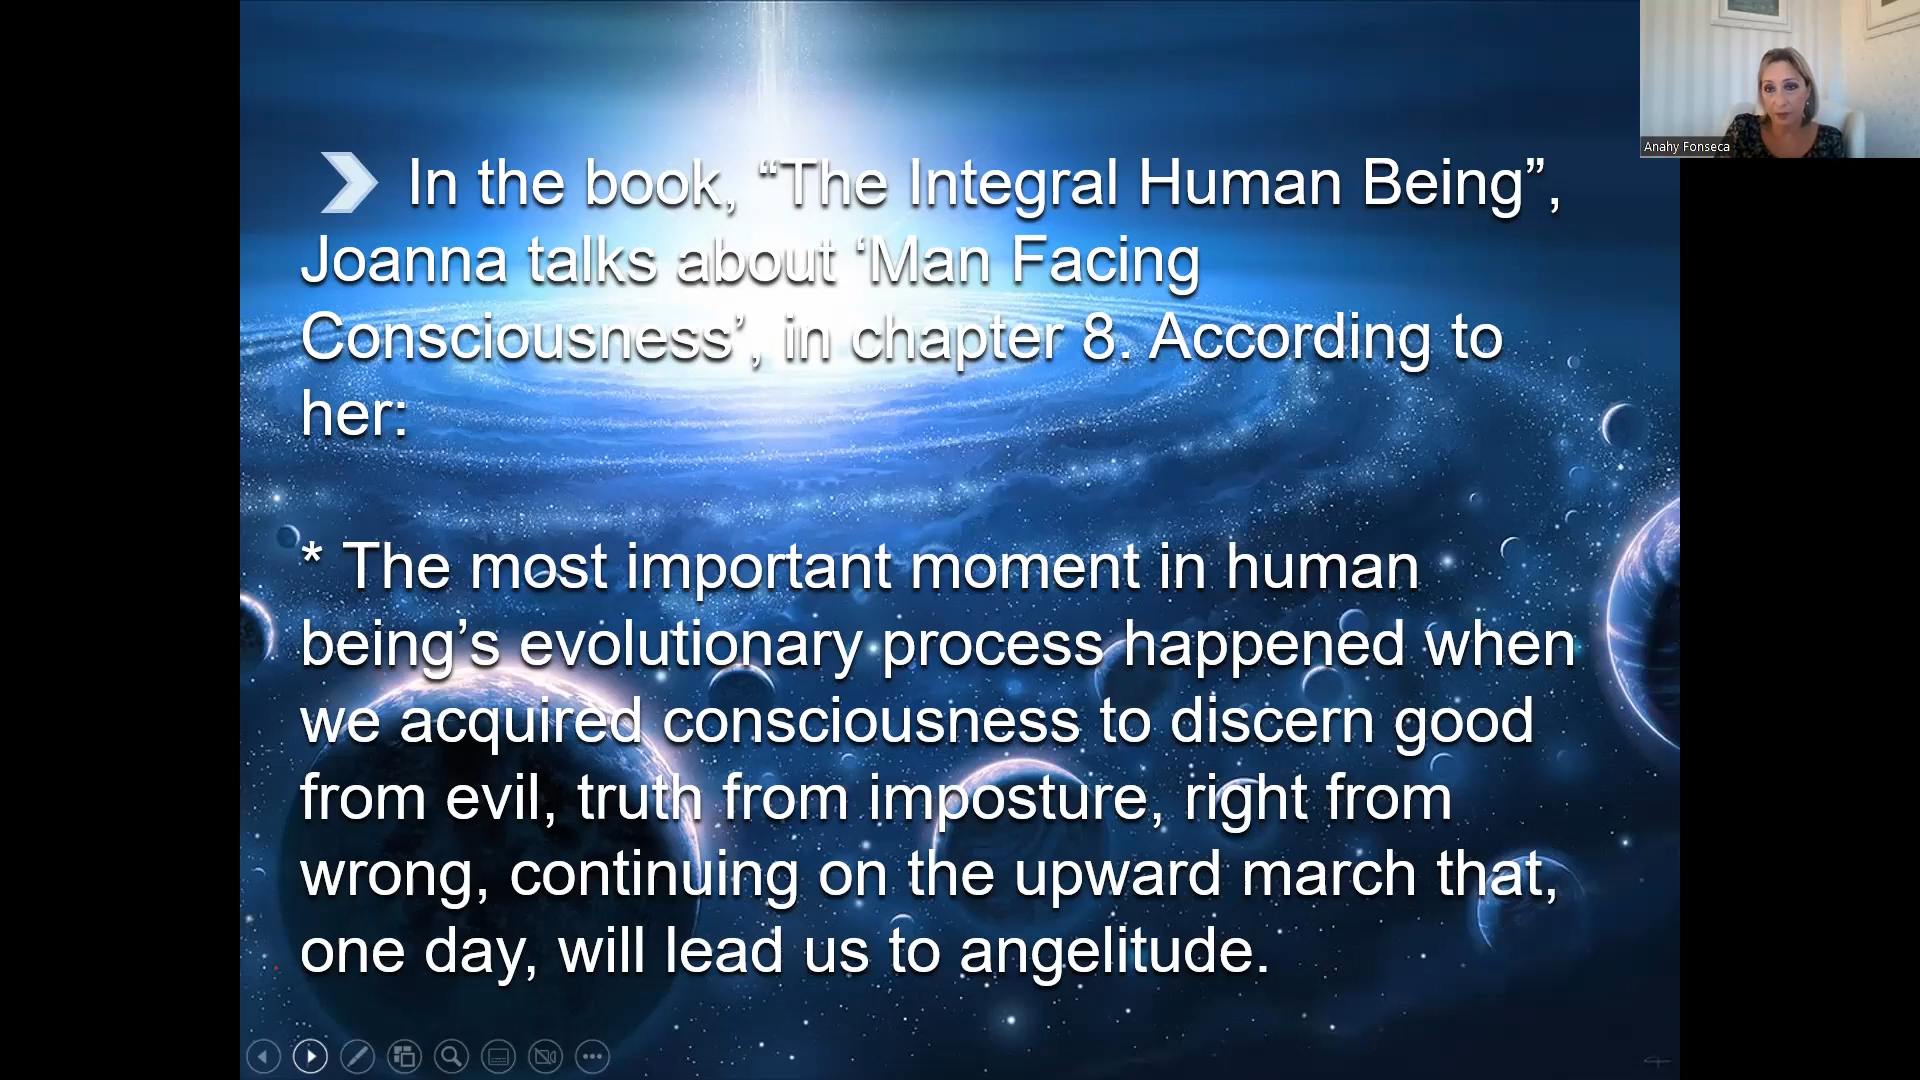 In the book, “The Integral Human Being”,
Joanna talks about ‘Man Facing
Consciousness’, in chapter 8. According to
her:
* The most important moment in human
being’s evolutionary process happened when
we acquired consciousness to discern good
from evil, truth from imposture, right from
wrong, continuing on the upward march that,
one day, will lead us to angelitude.
Anahy Fonseca